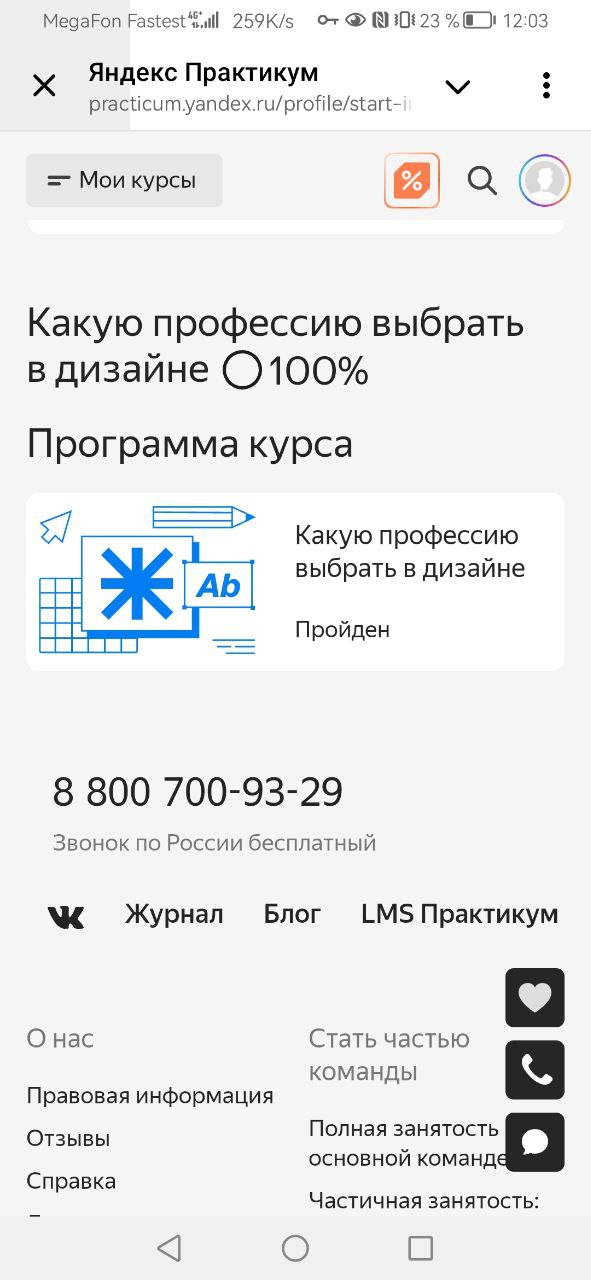 MegaFon Fastest 4G+ 259K/s 23 % 12:03
Яндекс Практикум
practicum.yandex.ru/profile/start-i
Мои курсы
%
Какую профессию выбрать
в дизайне 100%
Программа курса
Ab
Какую профессию
выбрать в дизайне
Пройден
8 800 700-93-29
Звонок по России бесплатный
Журнал Блог LMS Практикум
О нас
Правовая информация
Отзывы
Справка
Стать частью
команды
Полная занятость
основной команде
Частичная занятость: